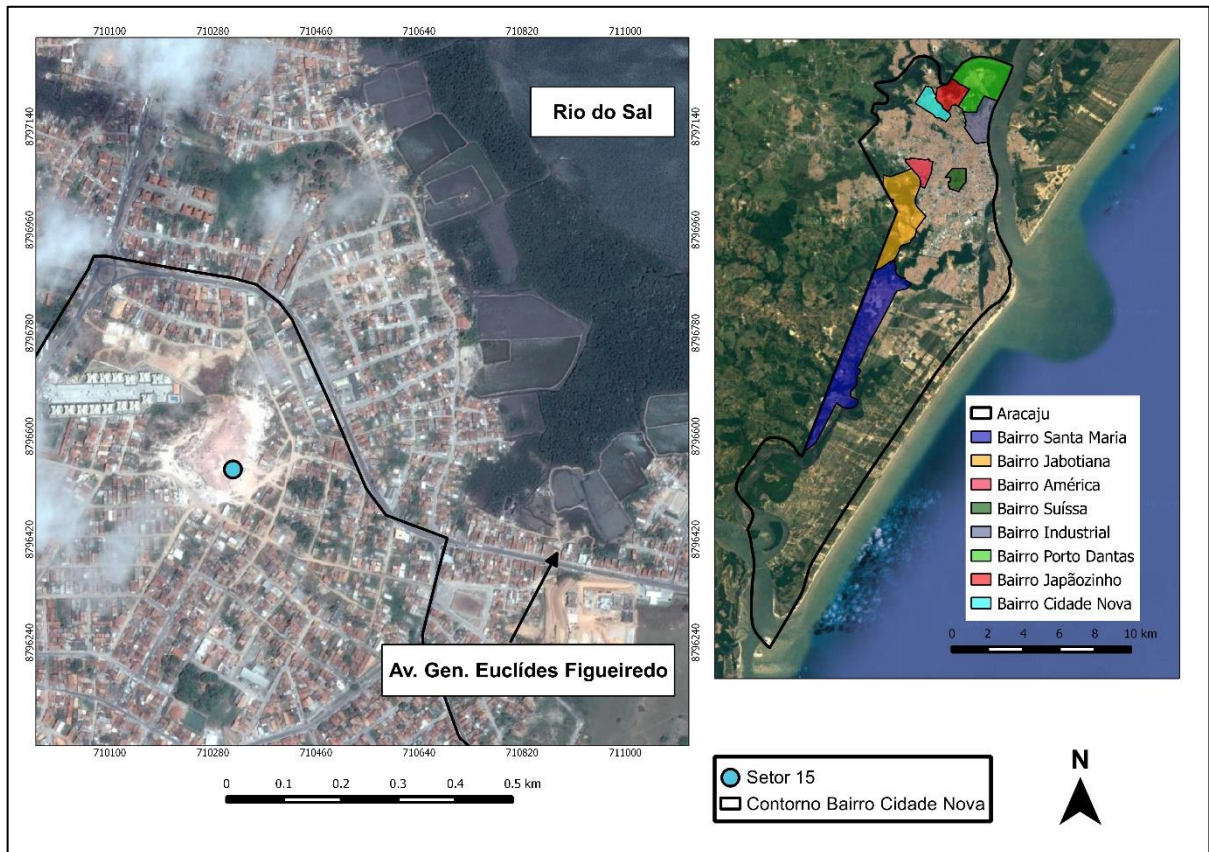 710100 710280 710460 710640 710820 711000
8797140
8796960
8796780
8796600
8796420
8796240
Rio do Sal
8797140
8796960
8796780
8796600
8796420
8796240
Av. Gen. Euclídes Figueiredo
710100 710280 710460 710640 710820 711000
0 0.1 0.2 0.3 0.4 0.5 km
Aracaju
Bairro Santa Maria
Bairro Jabotiana
Bairro América
Bairro Suíssa
Bairro Industrial
Bairro Porto Dantas
Bairro Japãozinho
Bairro Cidade Nova
0 2 4 6 8 10 km
Setor 15
Contorno Bairro Cidade Nova
N